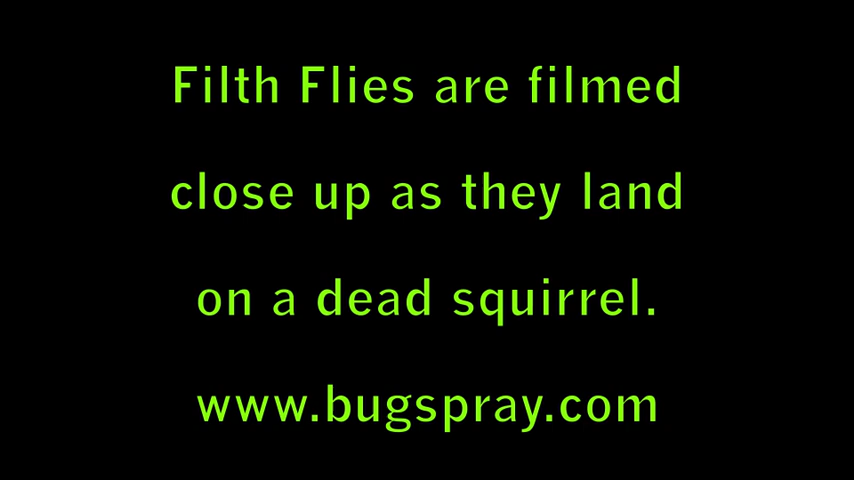 Filth Flies are filmed
close up as they land
on a dead squirrel.
www.bugspray.com